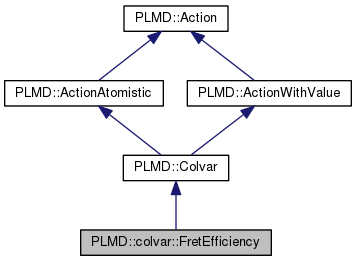 PLMD::Action
PLMD::ActionAtomistic
PLMD::ActionWithValue
PLMD::Colvar
PLMD::colvar::FretEfficiency